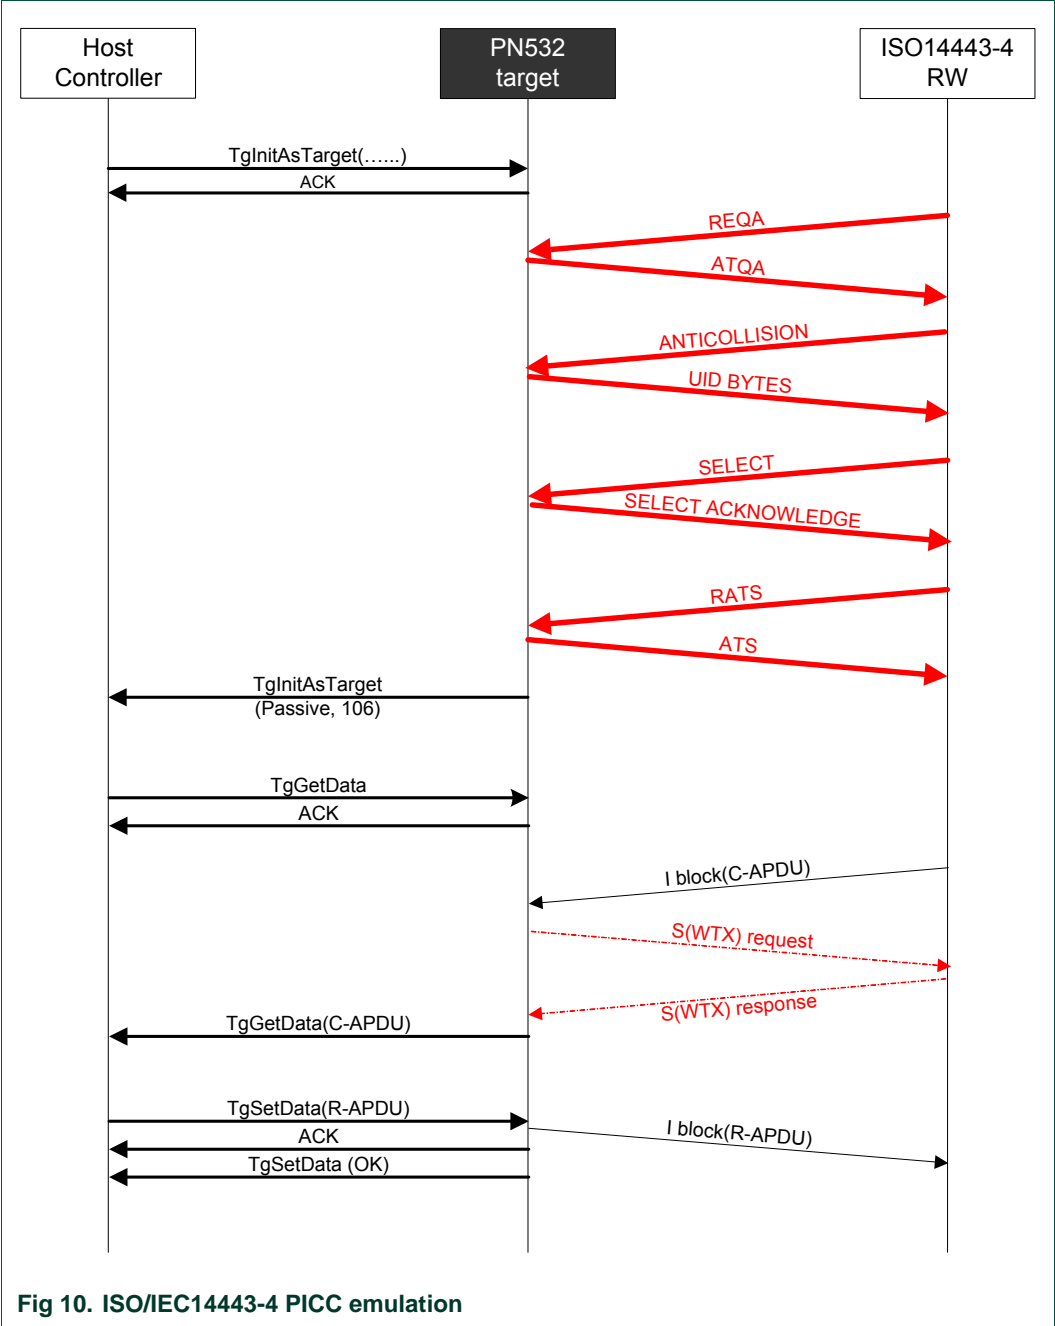 Host
Controller
PN532
target
ISO14443-4
RW
TgInitAsTarget(…...)
ACK
REQA
ATQA
ANTICOLLISION
UID BYTES
SELECT
SELECT ACKNOWLEDGE
RATS
ATS
TgInitAsTarget
(Passive, 106)
TgGetData
ACK
I block(C-APDU)
S(WTX) request
S(WTX) response
TgGetData(C-APDU)
TgSetData(R-APDU)
ACK
I block(R-APDU)
TgSetData (OK)
Fig 10. ISO/IEC14443-4 PICC emulation